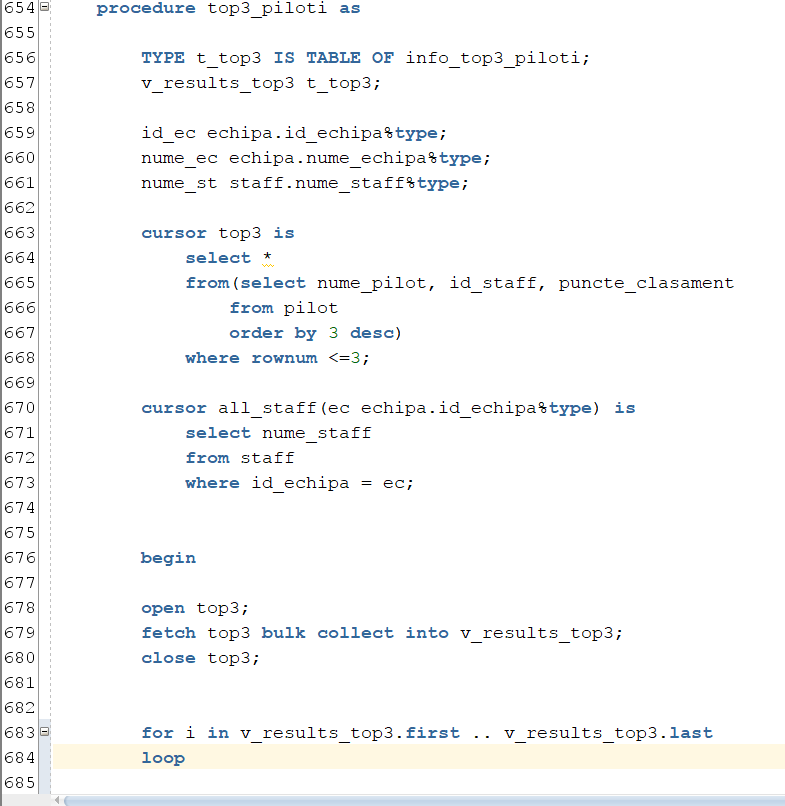 654 procedure top3_piloti as
655
656 TYPE t_top3 IS TABLE OF info_top3_piloti;
657 v_results_top3 t_top3;
658
659 id_ec echipa.id_echipa%type;
660 nume_ec echipa.nume_echipa%type;
661 nume_st staff.nume_staff%type;
662
663 cursor top3 is
664 select *
665 from(select nume_pilot, id_staff, puncte_clasament
666 from pilot
667 order by 3 desc)
668 where rownum <=3;
669
670 cursor all_staff(ec echipa.id_echipa%type) is
671 select nume_staff
672 from staff
673 where id_echipa = ec;
674
675
676 begin
677
678 open top3;
679 fetch top3 bulk collect into v_results_top3;
680 close top3;
681
682
683 for i in v_results_top3.first .. v_results_top3.last
684 loop
685